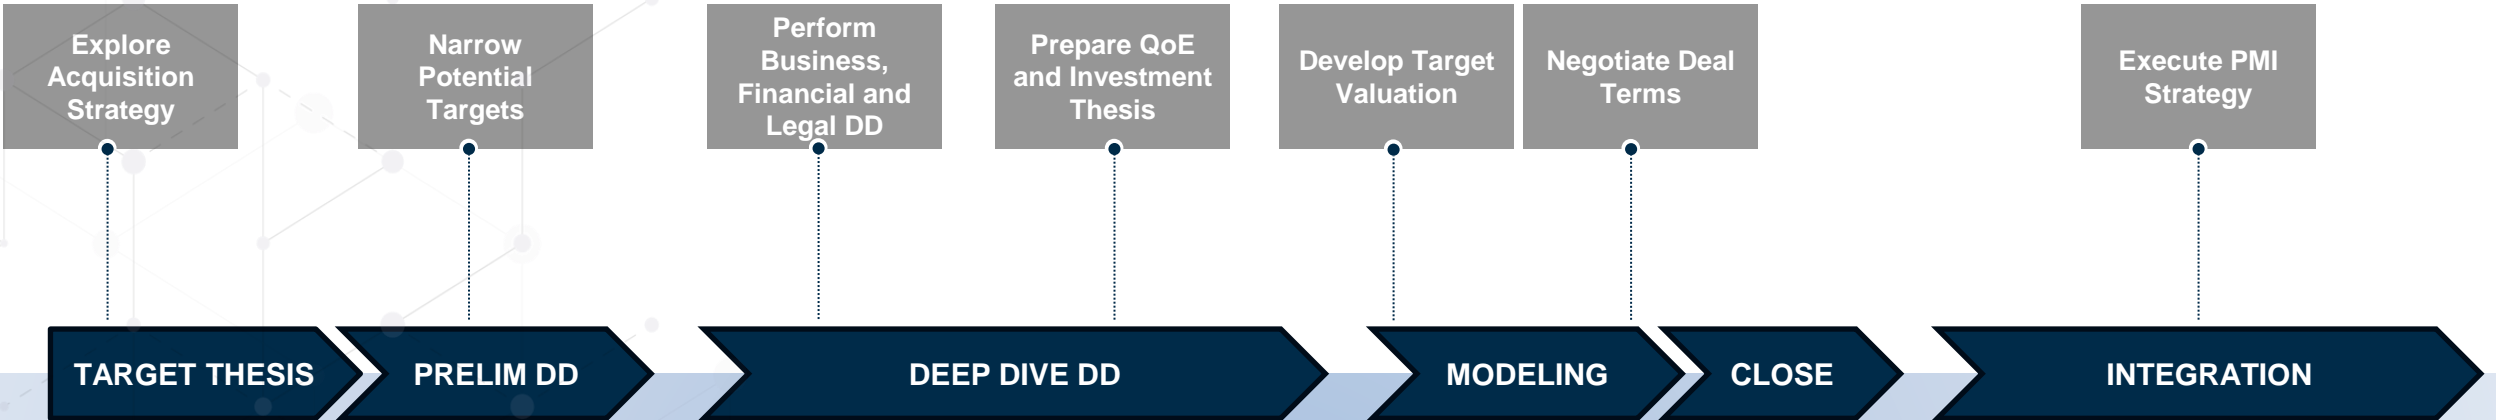 Explore
Acquisition
Strategy
Narrow
Potential
Targets
Perform
Business,
Financial and
Legal DD
Prepare QoE
and Investment
Thesis
Develop Target
Valuation
Negotiate Deal
Terms
Execute PMI
Strategy
TARGET THESIS
PRELIM DD
DEEP DIVE DD
MODELING
CLOSE
INTEGRATION